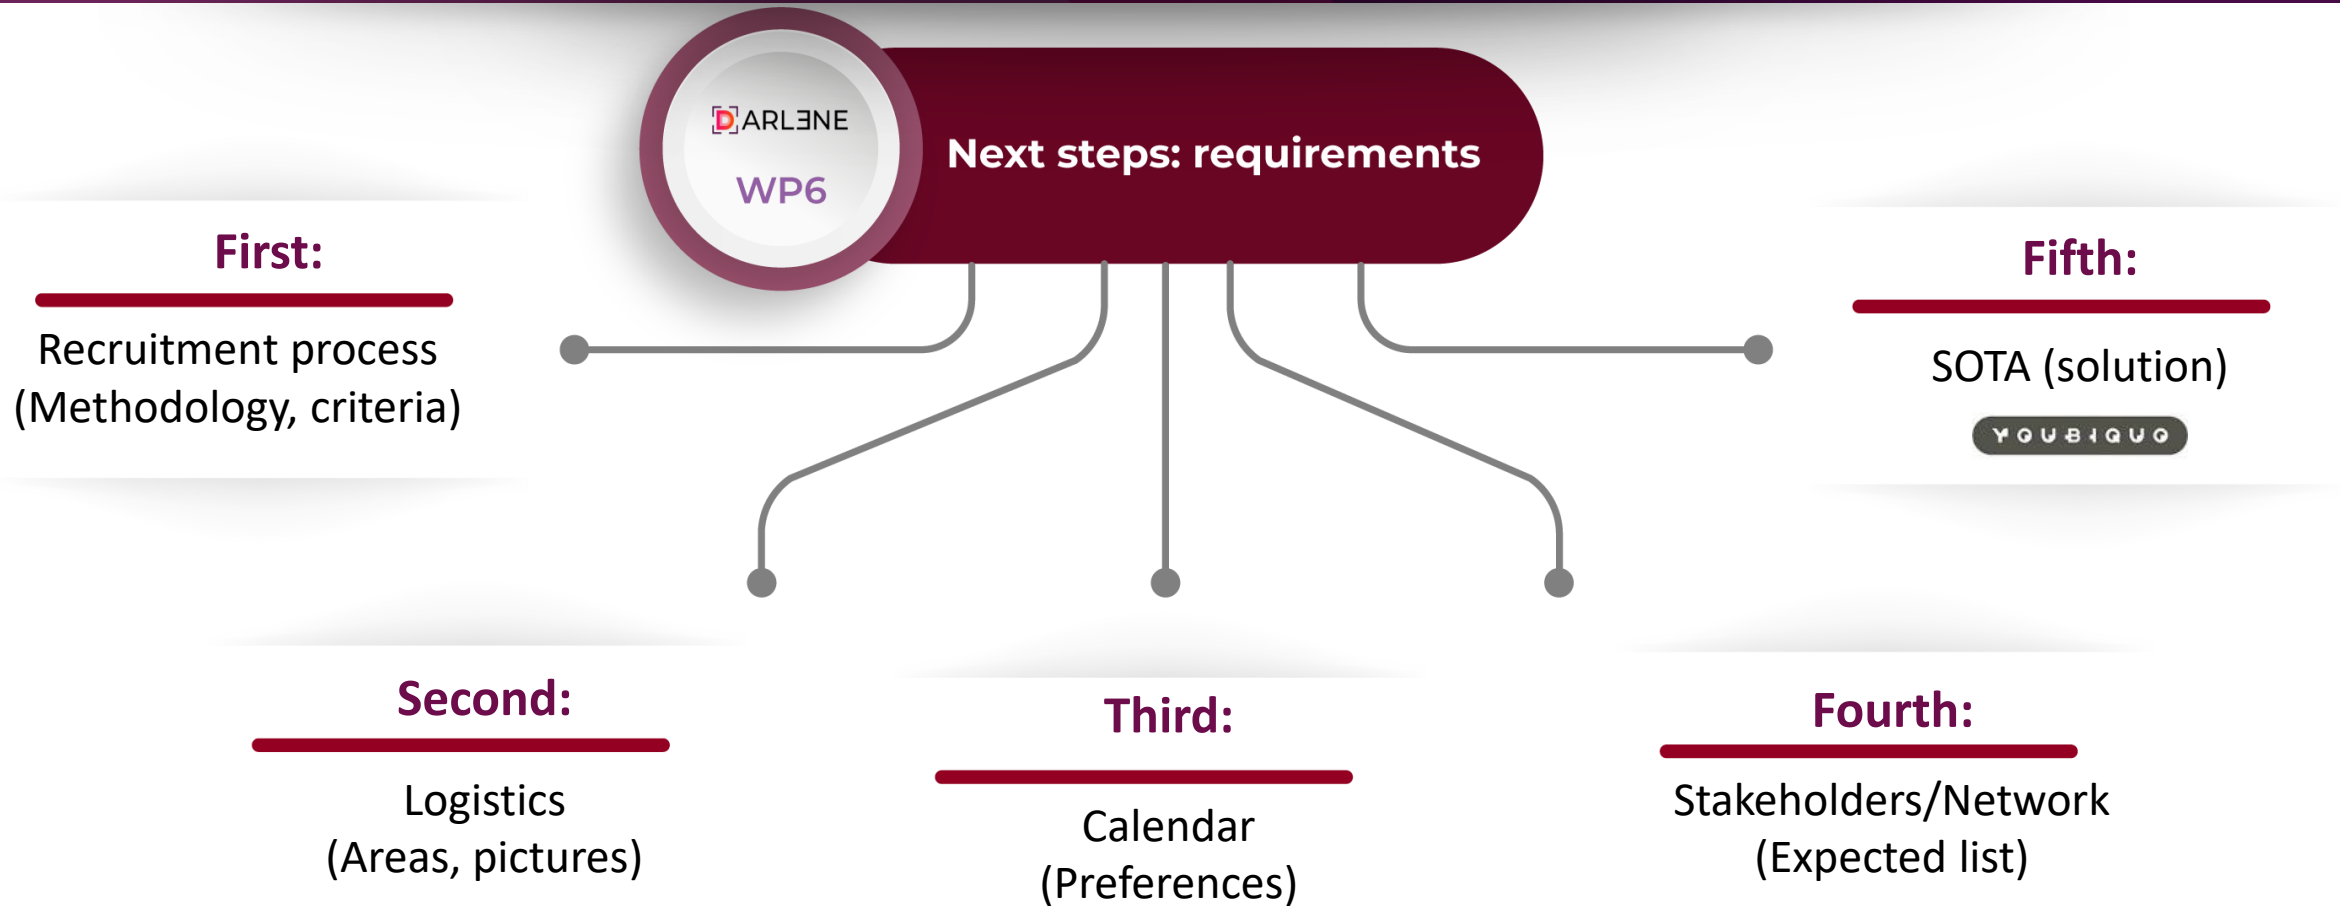 DARLENE
WP6
Next steps: requirements
First:
Recruitment process
(Methodology, criteria)
Second:
Logistics
(Areas, pictures)
Third:
Calendar
(Preferences)
Fourth:
Stakeholders/Network
(Expected list)
Fifth:
SOTA (solution)
YOUBIQUO